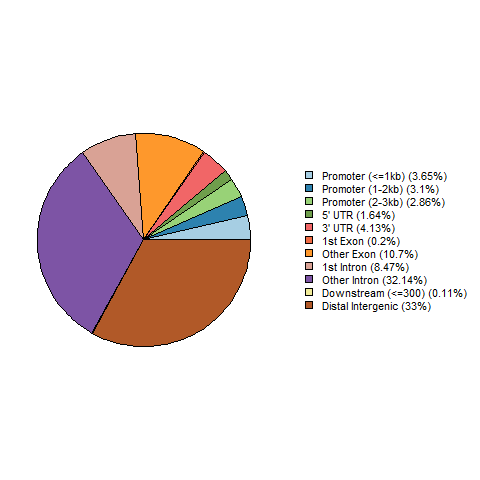 Promoter (<=1kb) (3.65%)
Promoter (1-2kb) (3.1%)
Promoter (2-3kb) (2.86%)
5' UTR (1.64%)
3' UTR (4.13%)
1st Exon (0.2%)
Other Exon (10.7%)
1st Intron (8.47%)
Other Intron (32.14%)
Downstream (<=300) (0.11%)
Distal Intergenic (33%)